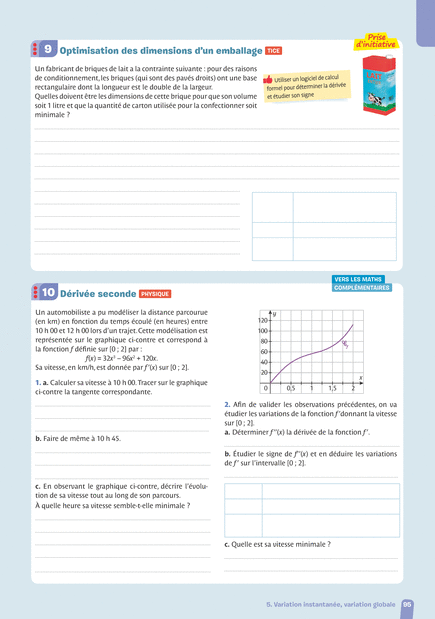 9 Optimisation des dimensions d'un emballage TICE
Prise
d'initiative
Un fabricant de briques de lait a la contrainte suivante : pour des raisons
de conditionnement, les briques (qui sont des pavés droits) ont une base
rectangulaire dont la longueur est le double de la largeur.
Quelles doivent être les dimensions de cette brique pour que son volume
soit 1 litre et que la quantité de carton utilisée pour la confectionner soit
minimale ?
Utiliser un logiciel de calcul
formel pour déterminer la dérivée
et étudier son signe
10 Dérivée seconde PHYSIQUE
VERS LES MATHS
COMPLÉMENTAIRES
Un automobiliste a pu modéliser la distance parcourue
(en km) en fonction du temps écoulé (en heures) entre
10 h 00 et 12 h 00 lors d'un trajet. Cette modélisation est
représentée sur le graphique ci-contre et correspond à
la fonction f définie sur [0 ; 2] par :
f(x) = 32x³ – 96x² + 120x.
Sa vitesse, en km/h, est donnée par f'(x) sur [0 ; 2].
1. a. Calculer sa vitesse à 10 h 00. Tracer sur le graphique
ci-contre la tangente correspondante.
b. Faire de même à 10 h 45.
c. En observant le graphique ci-contre, décrire l'évolu-
tion de sa vitesse tout au long de son parcours.
À quelle heure sa vitesse semble-t-elle minimale ?
y
120
100
80
60
40
20
0 0,5 1 1,5 2
x
2. Afin de valider les observations précédentes, on va
étudier les variations de la fonction f' donnant la vitesse
sur [0 ; 2].
a. Déterminer f''(x) la dérivée de la fonction f'.
b. Étudier le signe de f''(x) et en déduire les variations
de f' sur l'intervalle [0 ; 2].
c. Quelle est sa vitesse minimale ?
5. Variation instantanée, variation globale 95